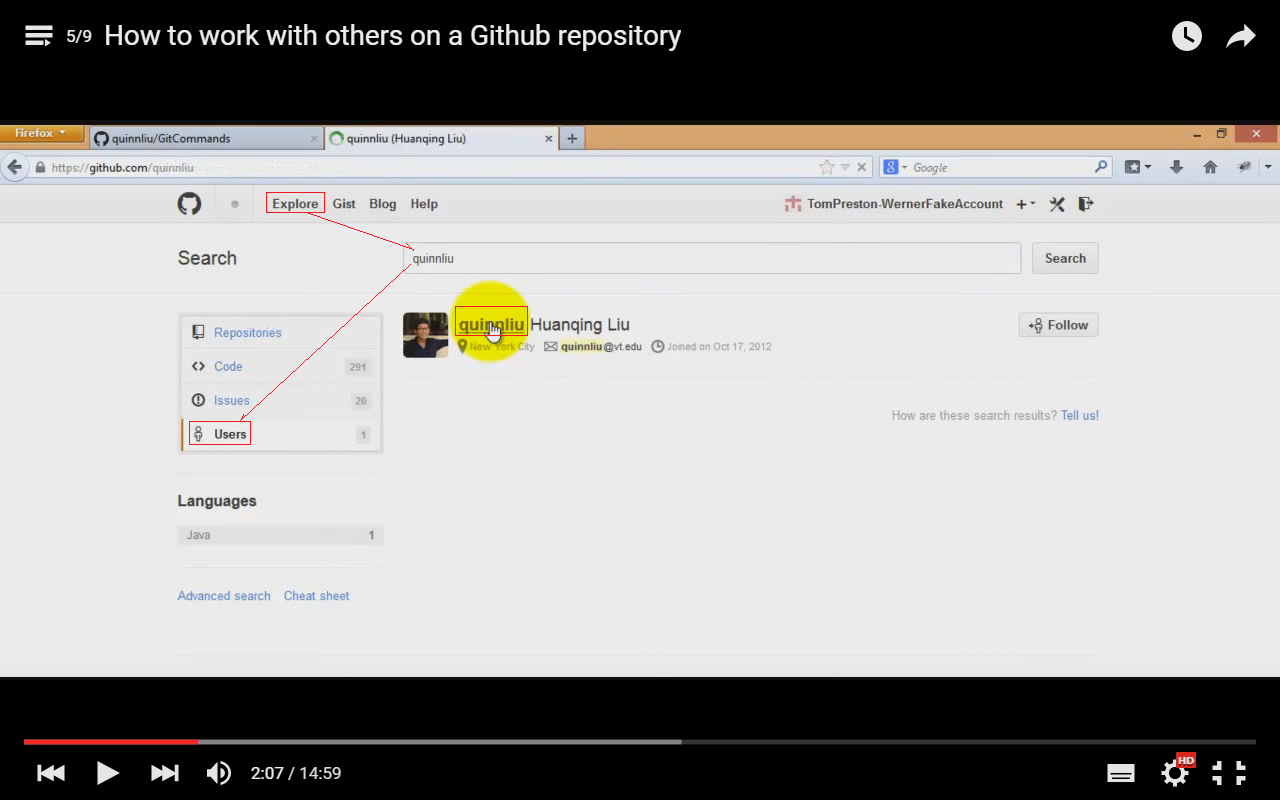 5/9 How to work with others on a Github repository
Firefox
quinnliu/GitCommands
quinnliu (Huanqing Liu)
https://github.com/quinnliu
Google
Explore Gist Blog Help
TomPreston-WernerFakeAccount
Search
quinnliu
Search
Repositories
Code 291
Issues 20
Users 1
quinnliu Huanqing Liu
Follow
New York City quinnliu@vt.edu Joined on Oct 17, 2012
How are these search results? Tell us!
Languages
Java 1
Advanced search Cheat sheet
2:07 / 14:59
HD